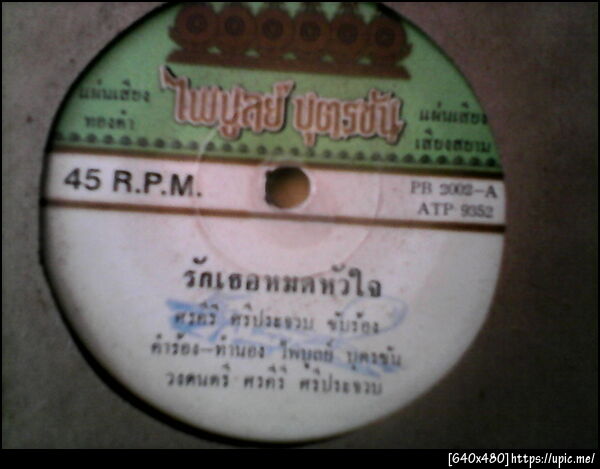 ไพบูลย์ บุตรขัน
แผ่นเสียง
ทองคำ
แผ่นเสียง
เสียงสยาม
45 R.P.M.
PB 2002-A
ATP 9352
รักเธอหมดหัวใจ
ศรคีรี ศรีประจวบ ขับร้อง
คำร้อง-ทำนอง ไพบูลย์ บุตรขัน
วงดนตรี ศรคีรี ศรีประจวบ
[640x480]https://upic.me/